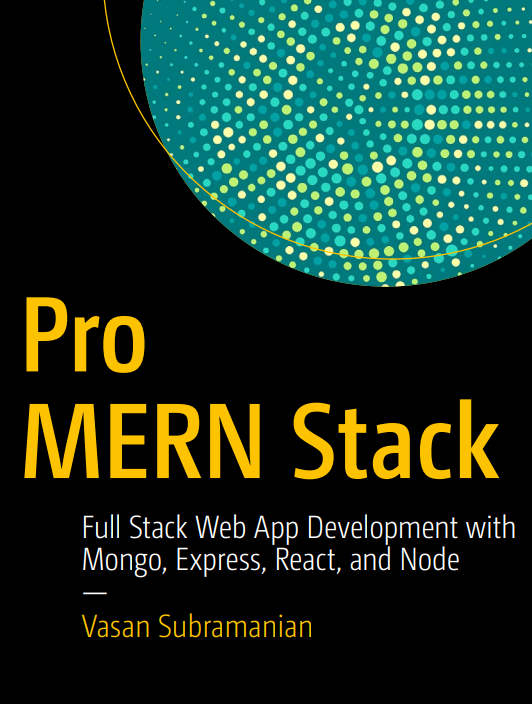 Pro
MERN Stack
Full Stack Web App Development with
Mongo, Express, React, and Node
—
Vasan Subramanian